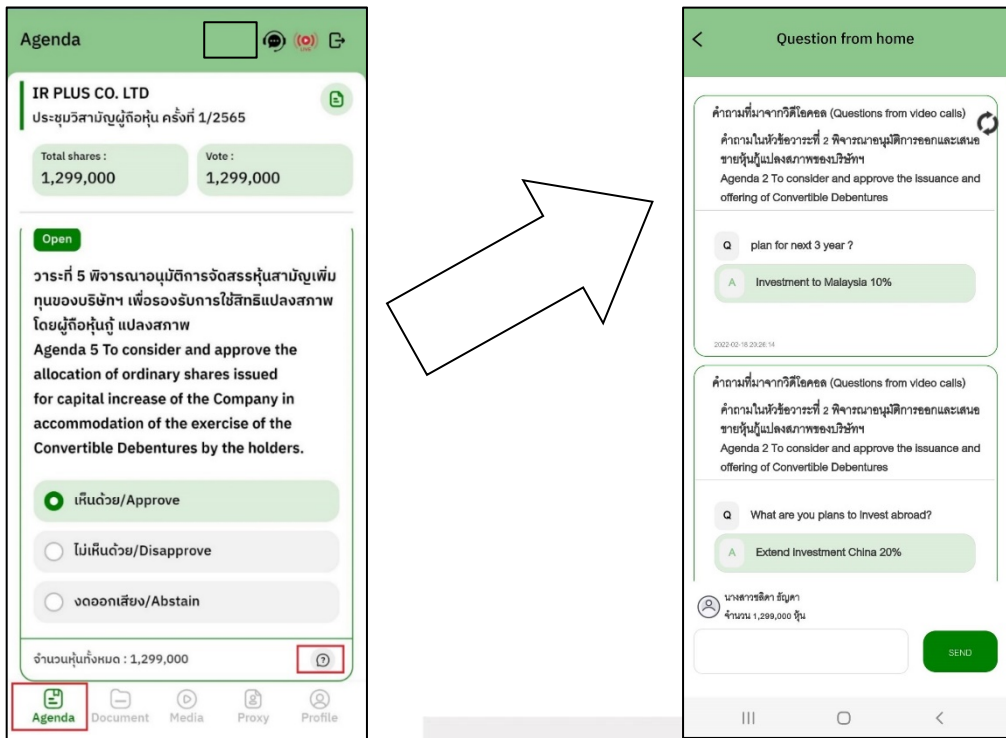 Agenda
LIVE
IR PLUS CO. LTD
ประชุมวิสามัญผู้ถือหุ้น ครั้งที่ 1/2565
Total shares :
1,299,000
Vote :
1,299,000
Open
วาระที่ 5 พิจารณาอนุมัติการจัดสรรหุ้นสามัญเพิ่ม
ทุนของบริษัทฯ เพื่อรองรับการใช้สิทธิแปลงสภาพ
โดยผู้ถือหุ้นกู้ แปลงสภาพ
Agenda 5 To consider and approve the
allocation of ordinary shares issued
for capital increase of the Company in
accommodation of the exercise of the
Convertible Debentures by the holders.
เห็นด้วย/Approve
ไม่เห็นด้วย/Disapprove
งดออกเสียง/Abstain
จำนวนหุ้นทั้งหมด : 1,299,000
Agenda
Document
Media
Proxy
Profile
Question from home
คำถามที่มาจากวิดีโอคอล (Questions from video calls)
คำถามในหัวข้อวาระที่ 2 พิจารณาอนุมัติการออกและเสนอ
ขายหุ้นกู้แปลงสภาพของบริษัทฯ
Agenda 2 To consider and approve the issuance and
offering of Convertible Debentures
Q plan for next 3 year ?
A Investment to Malaysia 10%
2022-02-18 20:26:14
คำถามที่มาจากวิดีโอคอล (Questions from video calls)
คำถามในหัวข้อวาระที่ 2 พิจารณาอนุมัติการออกและเสนอ
ขายหุ้นกู้แปลงสภาพของบริษัทฯ
Agenda 2 To consider and approve the issuance and
offering of Convertible Debentures
Q What are you plans to invest abroad?
A Extend Investment China 20%
นางสาวชลิดา ธัญดา
จำนวน 1,299,000 หุ้น
SEND